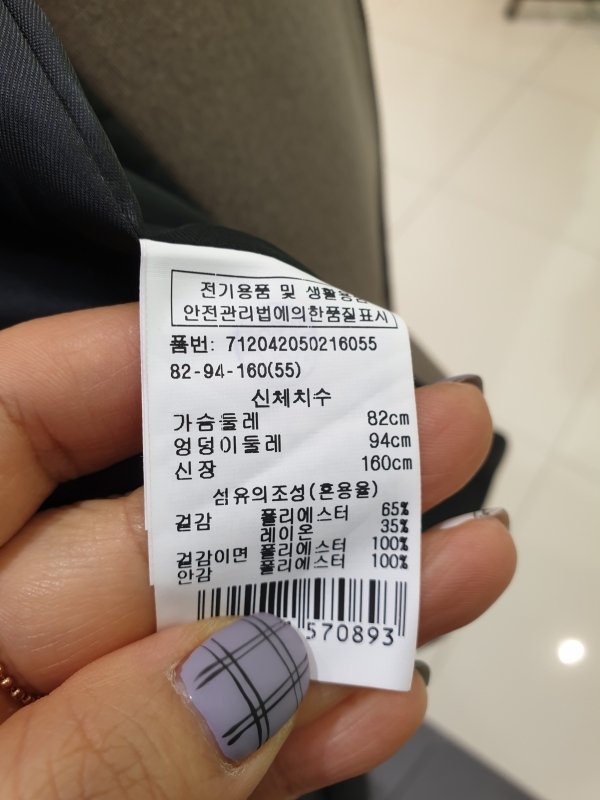 전기용품 및 생활용품
안전관리법에의한품질표시
품번: 712042050216055
82-94-160(55)
신체치수
가슴둘레 82cm
엉덩이둘레 94cm
신장 160cm
섬유의조성(혼용율)
겉감 폴리에스터 65%
레이온 35%
겉감이면 폴리에스터 100%
안감 폴리에스터 100%
570893